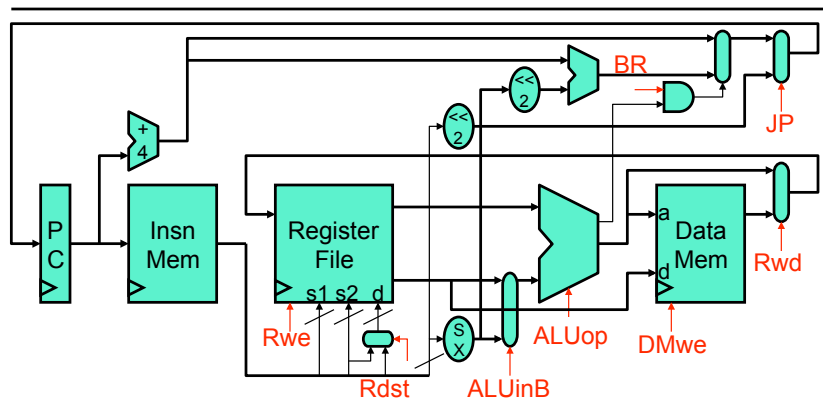 BR
<<
2
<<
2
+
4
JP
P
C
Insn
Mem
Register
File
a
Data
Mem
d
Rwd
s1 s2 d
Rwe
S
X
ALUop
DMwe
Rdst
ALUinB